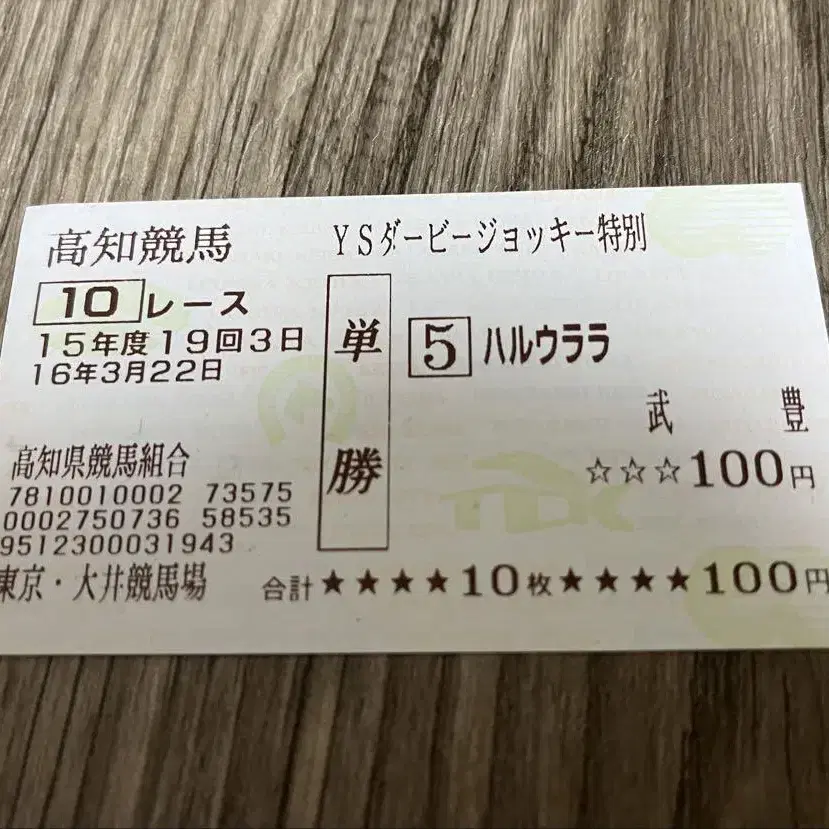 高知競馬
YSダービージョッキー特別
10レース
15年度19回3日
16年3月22日
単勝
5 ハルウララ
武 豊
☆☆☆100円
高知県競馬組合
7810010002 73575
0002750736 58535
9512300031943
東京・大井競馬場
合計★★★★10枚★★★★100円